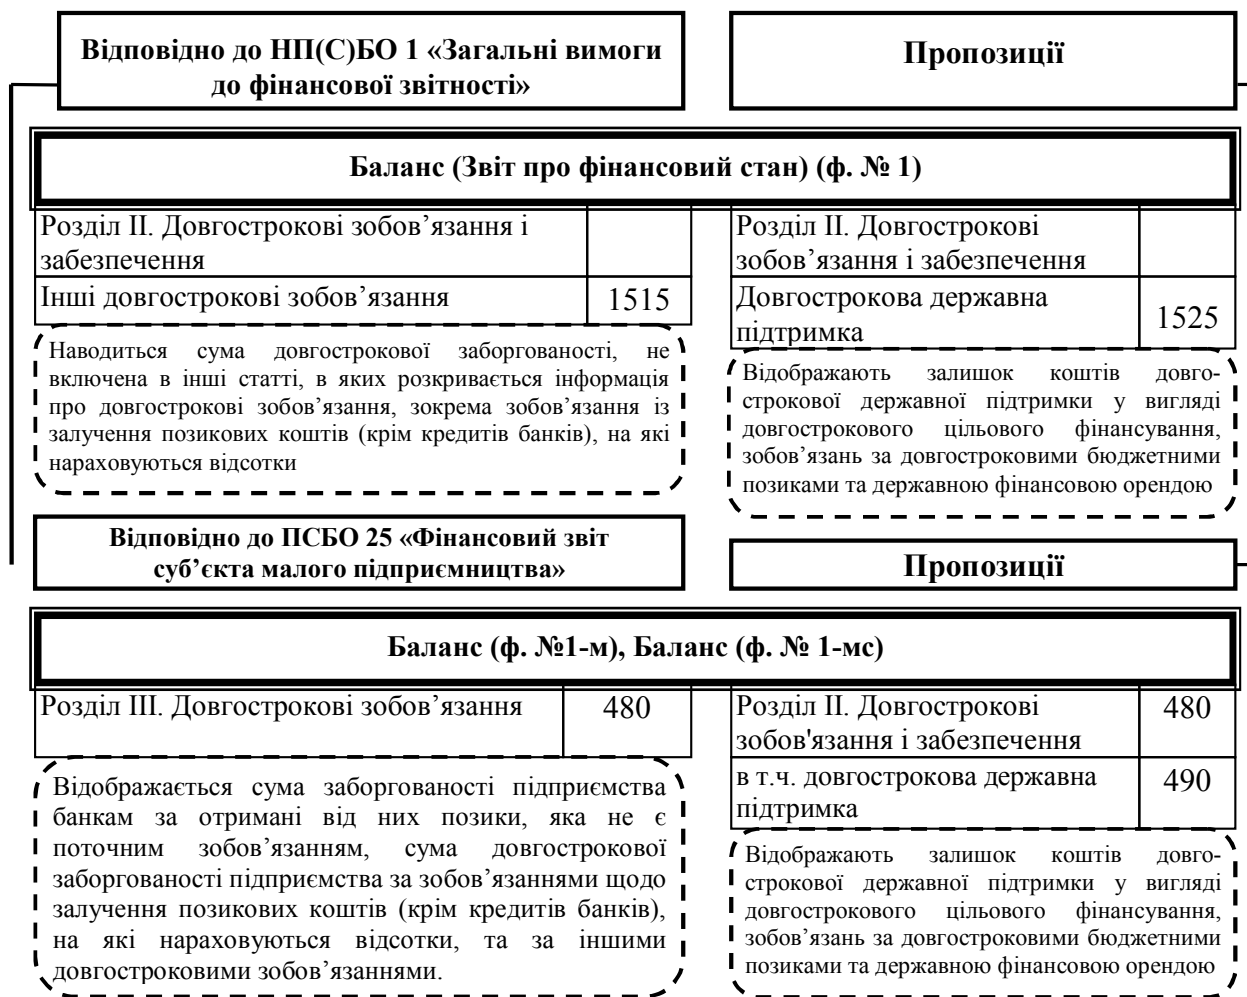 Відповідно до НП(С)БО 1 «Загальні вимоги
до фінансової звітності»
Пропозиції
Баланс (Звіт про фінансовий стан) (ф. № 1)
Розділ ІІ. Довгострокові зобов’язання і
забезпечення
Інші довгострокові зобов’язання
1515
Наводиться сума довгострокової заборгованості, не
включена в інші статті, в яких розкривається інформація
про довгострокові зобов’язання, зокрема зобов’язання із
залучення позикових коштів (крім кредитів банків), на які
нараховуються відсотки
Розділ ІІ. Довгострокові
зобов’язання і забезпечення
Довгострокова державна
підтримка
1525
Відображають залишок коштів довго-
строкової державної підтримки у вигляді
довгострокового цільового фінансування,
зобов’язань за довгостроковими бюджетними
позиками та державною фінансовою орендою
Відповідно до ПСБО 25 «Фінансовий звіт
суб’єкта малого підприємництва»
Пропозиції
Баланс (ф. №1-м), Баланс (ф. № 1-мс)
Розділ ІІІ. Довгострокові зобов’язання
480
Відображається сума заборгованості підприємства
банкам за отримані від них позики, яка не є
поточним зобов’язанням, сума довгострокової
заборгованості підприємства за зобов’язаннями щодо
залучення позикових коштів (крім кредитів банків),
на які нараховуються відсотки, та за іншими
довгостроковими зобов’язаннями.
Розділ ІІ. Довгострокові
зобов'язання і забезпечення
480
в т.ч. довгострокова державна
підтримка
490
Відображають залишок коштів довго-
строкової державної підтримки у вигляді
довгострокового цільового фінансування,
зобов’язань за довгостроковими бюджетними
позиками та державною фінансовою орендою